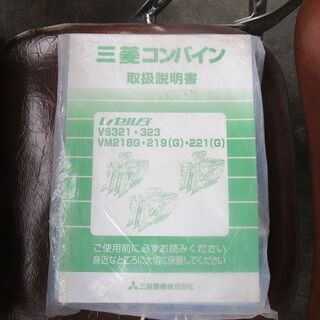 三菱コンバイン
取扱説明書
VS321・323
VM218G・219(G)・221(G)
ご使用前に必ずお読みください
身近なところに大切に保管してください
三菱農機株式会社